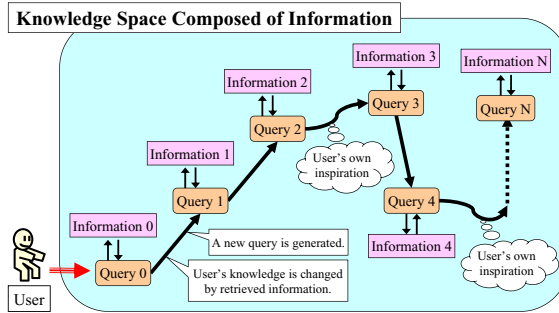 Knowledge Space Composed of Information
Information 3
Information N
Information 2
Query 3
Query N
Query 2
Information 1
User's own
inspiration
Query 1
Query 4
Information 0
A new query is generated.
Information 4
User's own
inspiration
Query 0
User's knowledge is changed
by retrieved information.
User